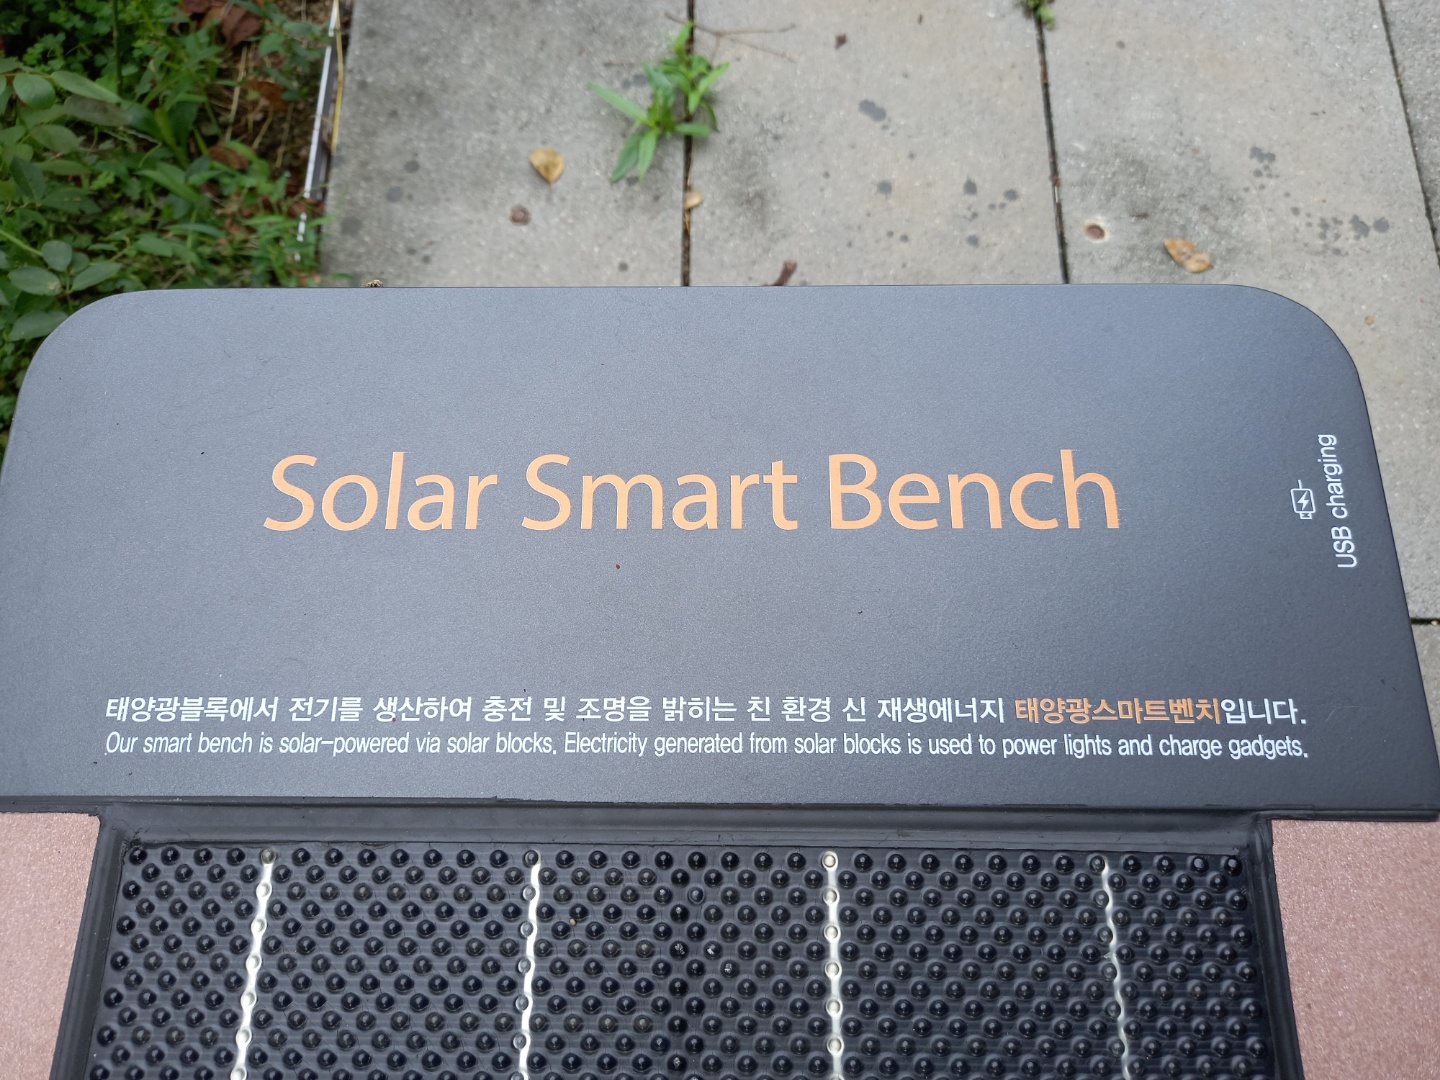 Solar Smart Bench
USB charging
태양광블록에서 전기를 생산하여 충전 및 조명을 밝히는 친 환경 신 재생에너지 태양광스마트벤치입니다.
Our smart bench is solar-powered via solar blocks. Electricity generated from solar blocks is used to power lights and charge gadgets.